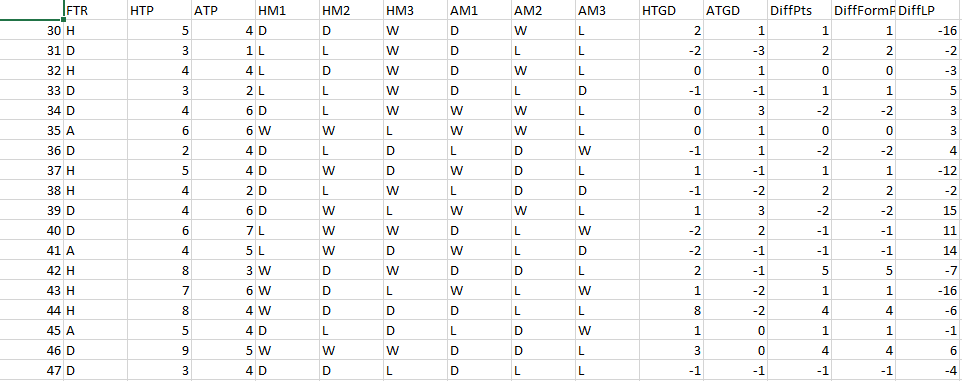 FTR HTP ATP HM1 HM2 HM3 AM1 AM2 AM3 HTGD ATGD DiffPts DiffFormP DiffLP
30 H 5 4 D D W D W L 2 1 1 1 -16
31 D 3 1 L L W D L L -2 -3 2 2 -2
32 H 4 4 L D W D W L 0 1 0 0 -3
33 D 3 2 L L W D L D -1 -1 1 1 5
34 D 4 6 D L W W W L 0 3 -2 -2 3
35 A 6 6 W W L W W L 0 1 0 0 3
36 D 2 4 D L D L D W -1 1 -2 -2 4
37 H 5 4 D W D W D L 1 -1 1 1 -12
38 H 4 2 D L W L D D -1 -2 2 2 -2
39 D 4 6 D W L W W L 1 3 -2 -2 15
40 D 6 7 L W W D L W -2 2 -1 -1 11
41 A 4 5 L W D W L D -2 -1 -1 -1 14
42 H 8 3 W D W D D L 2 -1 5 5 -7
43 H 7 6 W D L W L W 1 -2 1 1 -16
44 H 8 4 W D D D L L 8 -2 4 4 -6
45 A 5 4 D L D L D W 1 0 1 1 -1
46 D 9 5 W W W D D L 3 0 4 4 6
47 D 3 4 D D L D L L -1 -1 -1 -1 -4